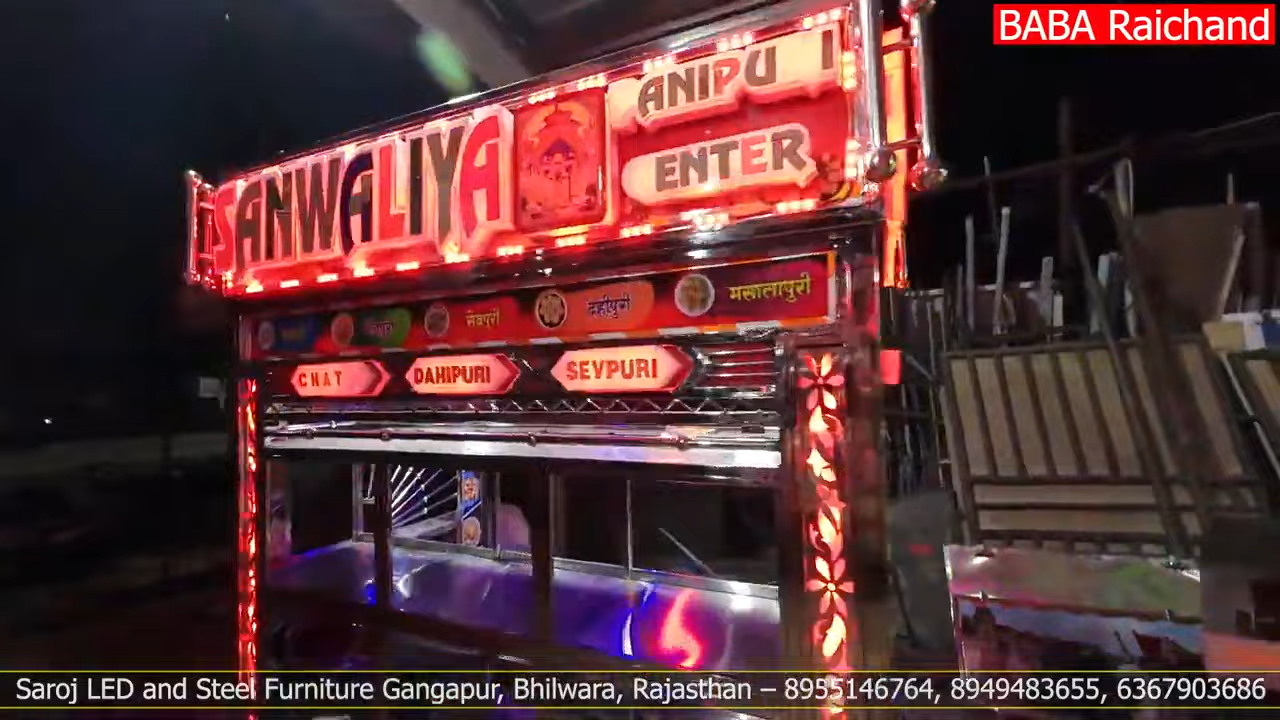 BABA Raichand
SANWALIYA
ANIPU I
ENTER
सेवपुरी
दहीपुरी
मसालापुरी
CHAT
DAHIPURI
SEVPURI
Saroj LED and Steel Furniture Gangapur, Bhilwara, Rajasthan – 8955146764, 8949483655, 6367903686